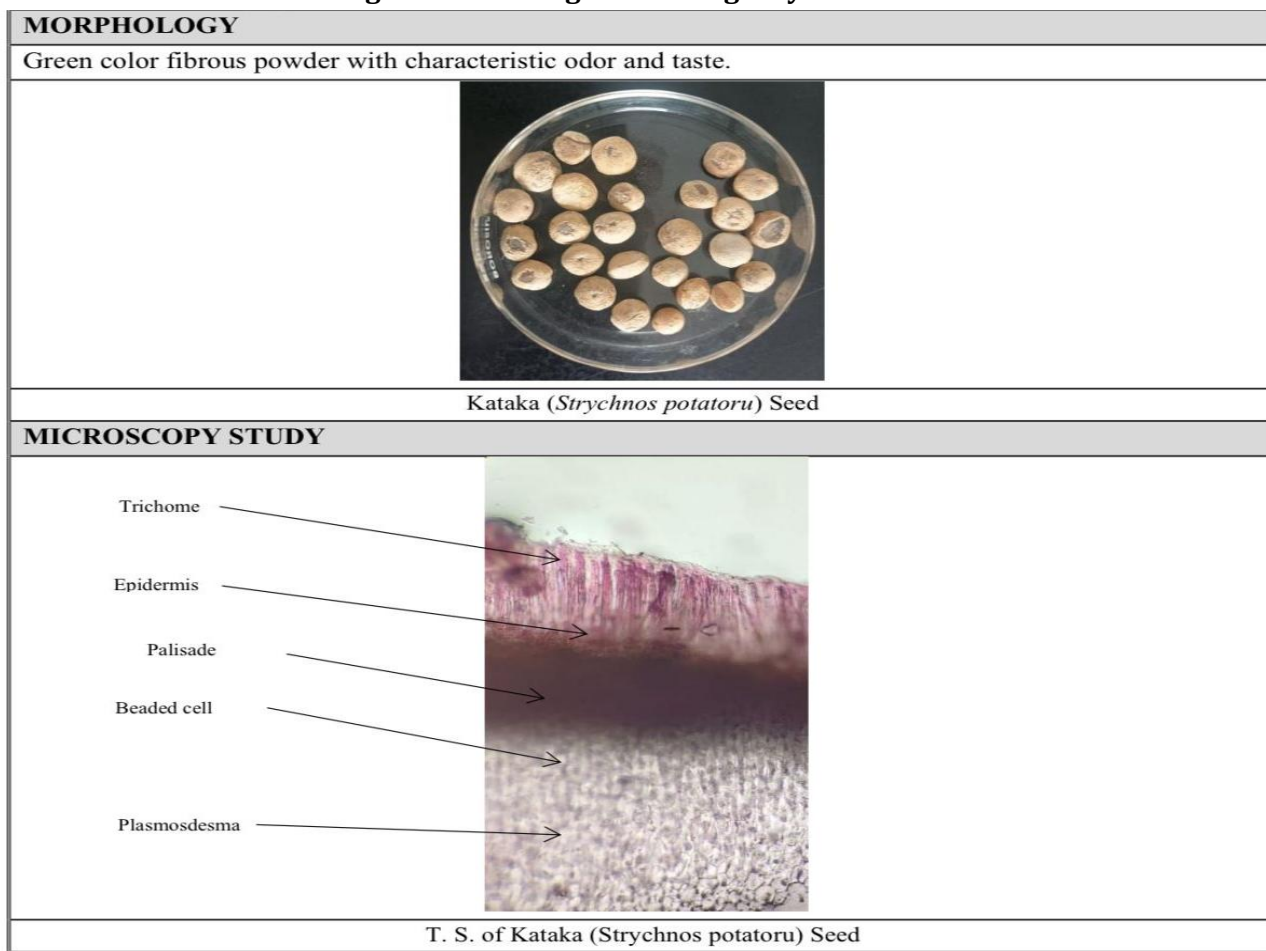 MORPHOLOGY
Green color fibrous powder with characteristic odor and taste.
BOROSIL
Kataka (Strychnos potatoru) Seed
MICROSCOPY STUDY
Trichome
Epidermis
Palisade
Beaded cell
Plasmosdesma
T. S. of Kataka (Strychnos potatoru) Seed